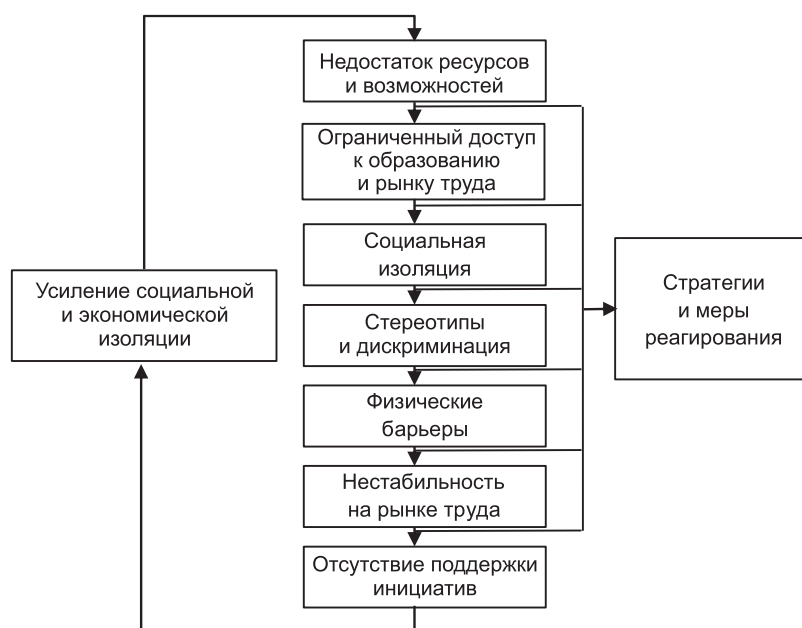 Недостаток ресурсов
и возможностей
Ограниченный доступ
к образованию
и рынку труда
Социальная
изоляция
Усиление социальной
и экономической
изоляции
Стратегии
и меры
реагирования
Стереотипы
и дискриминация
Физические
барьеры
Нестабильность
на рынке труда
Отсутствие поддержки
инициатив